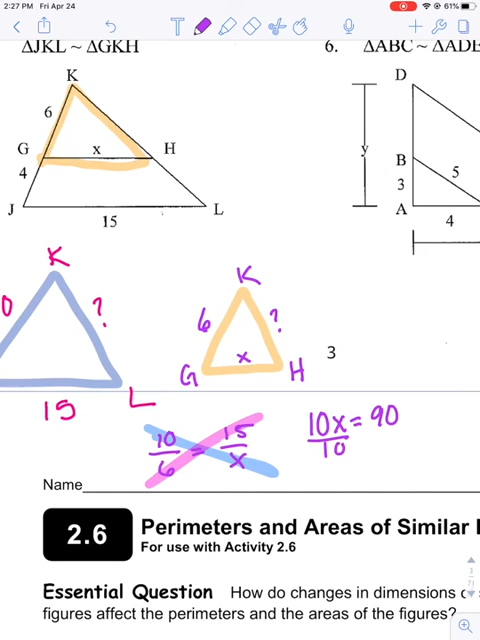 2:27 PM Fri Apr 24
61%
ΔJKL ~ ΔGKH
6. ΔABC ~ ΔADE
K
D
6
G
x
H
y
B
5
4
3
J
L
A
15
4
K
K
0
?
6
?
x
3
G
H
15
L
10/6 = 15/x
10x = 90
10
Name
2.6
Perimeters and Areas of Similar
For use with Activity 2.6
Essential Question How do changes in dimensions
figures affect the perimeters and the areas of the figures?